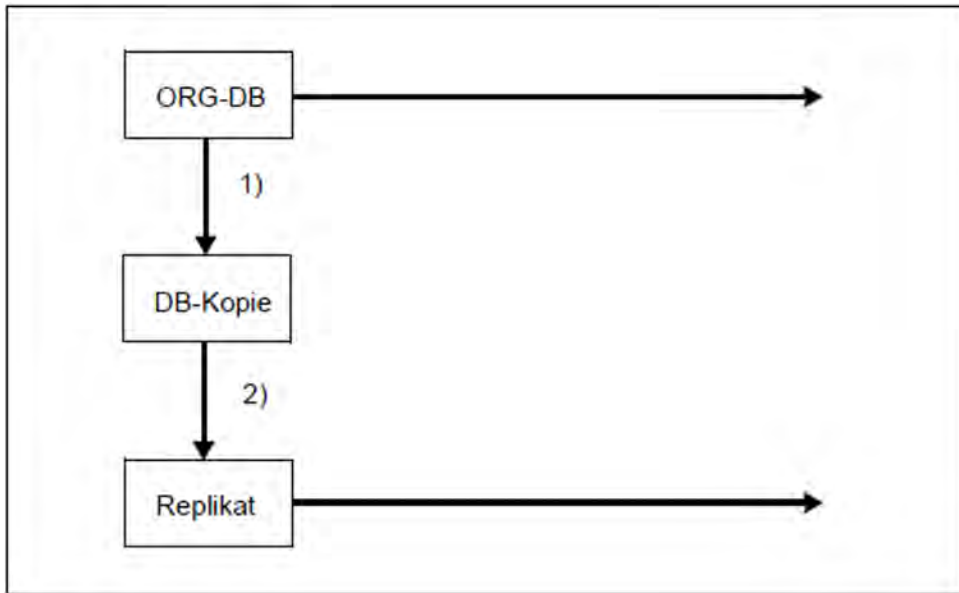 ORG-DB
1)
DB-Kopie
2)
Replikat